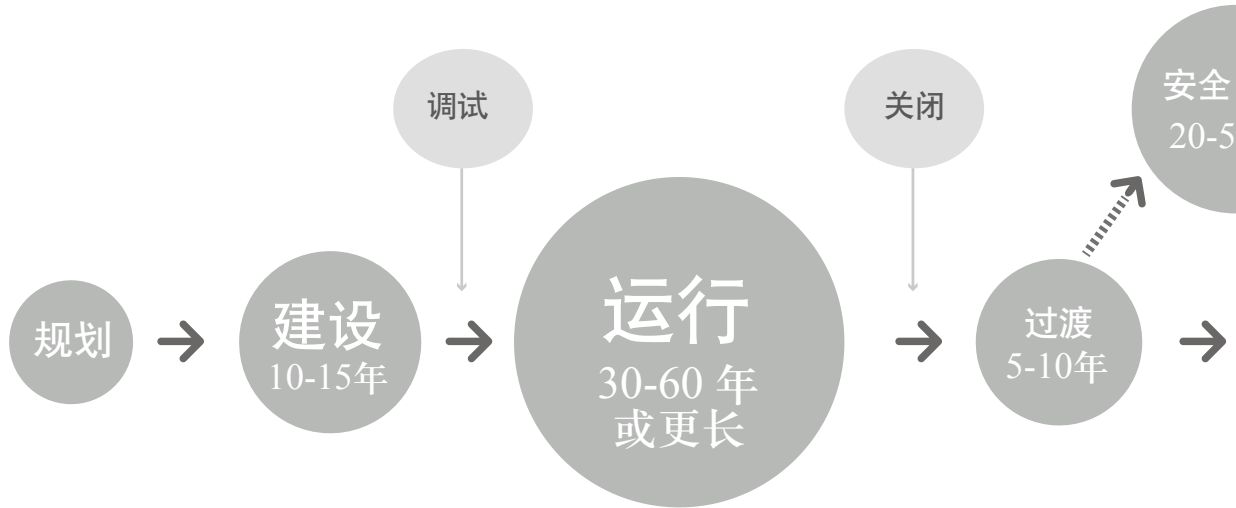 调试
关闭
安全
20-5
规划
建设
10-15年
运行
30-60 年
或更长
过渡
5-10年